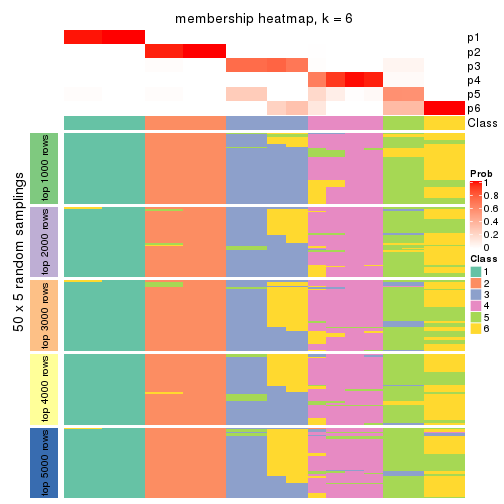 membership heatmap, k = 6
p1
p2
p3
p4
p5
p6
Class
50 x 5 random samplings
top 1000 rows
top 2000 rows
top 3000 rows
top 4000 rows
top 5000 rows
Prob
1
0.8
0.6
0.4
0.2
0
Class
1
2
3
4
5
6